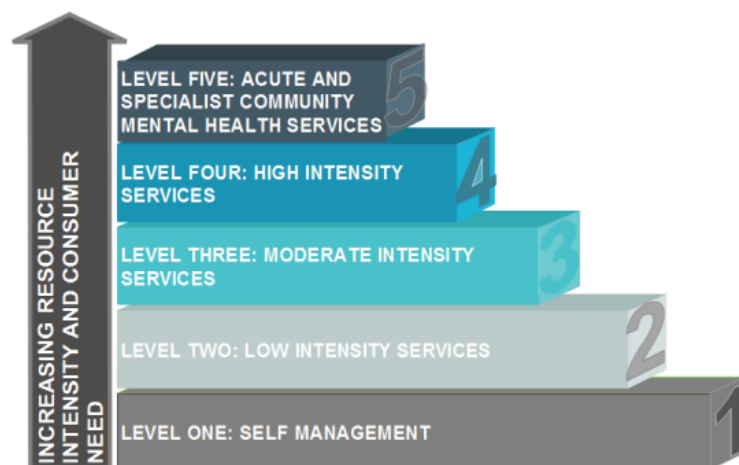 LEVEL FIVE: ACUTE AND
SPECIALIST COMMUNITY
MENTAL HEALTH SERVICES
5
LEVEL FOUR: HIGH INTENSITY
SERVICES
4
LEVEL THREE: MODERATE INTENSITY
SERVICES
3
LEVEL TWO: LOW INTENSITY SERVICES
2
LEVEL ONE: SELF MANAGEMENT
1
INCREASING RESOURCE
INTENSITY AND CONSUMER
NEED